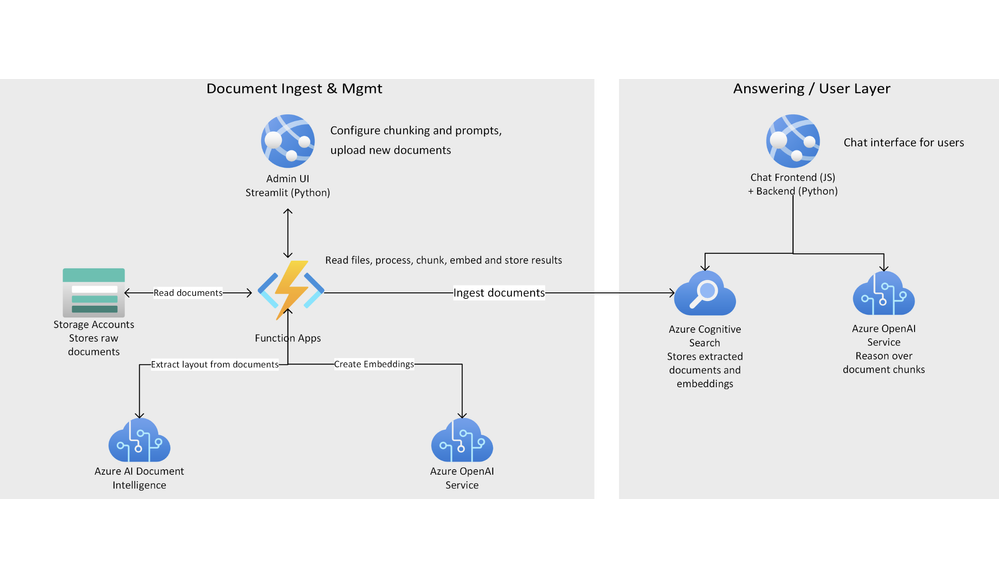 Document Ingest & Mgmt
Configure chunking and prompts,
upload new documents
Admin UI
Streamlit (Python)
Read files, process, chunk, embed and store results
Read documents
Ingest documents
Storage Accounts
Stores raw
documents
Function Apps
Extract layout from documents
Create Embeddings
Azure AI Document
Intelligence
Azure OpenAI
Service
Answering / User Layer
Chat interface for users
Chat Frontend (JS)
+ Backend (Python)
Azure Cognitive
Search
Stores extracted
documents and
embeddings
Azure OpenAI
Service
Reason over
document chunks